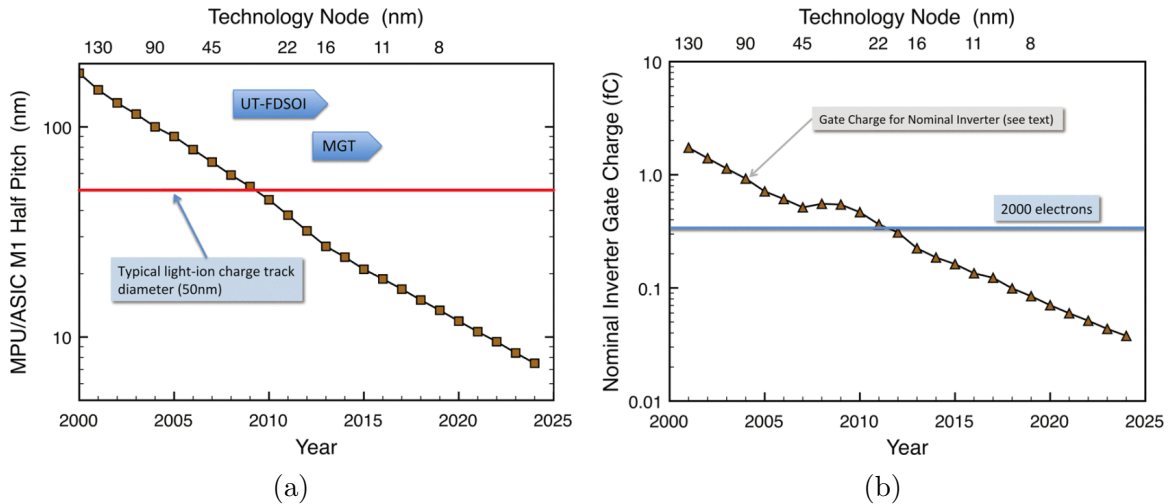 Technology Node (nm)
130 90 45 22 16 11 8
MPU/ASIC M1 Half Pitch (nm)
100
10
UT-FDSOI
MGT
Typical light-ion charge track
diameter (50nm)
2000 2005 2010 2015 2020 2025
Year
(a)
Technology Node (nm)
130 90 45 22 16 11 8
Nominal Inverter Gate Charge (fC)
10
1.0
0.1
0.01
Gate Charge for Nominal Inverter (see text)
2000 electrons
2000 2005 2010 2015 2020 2025
Year
(b)